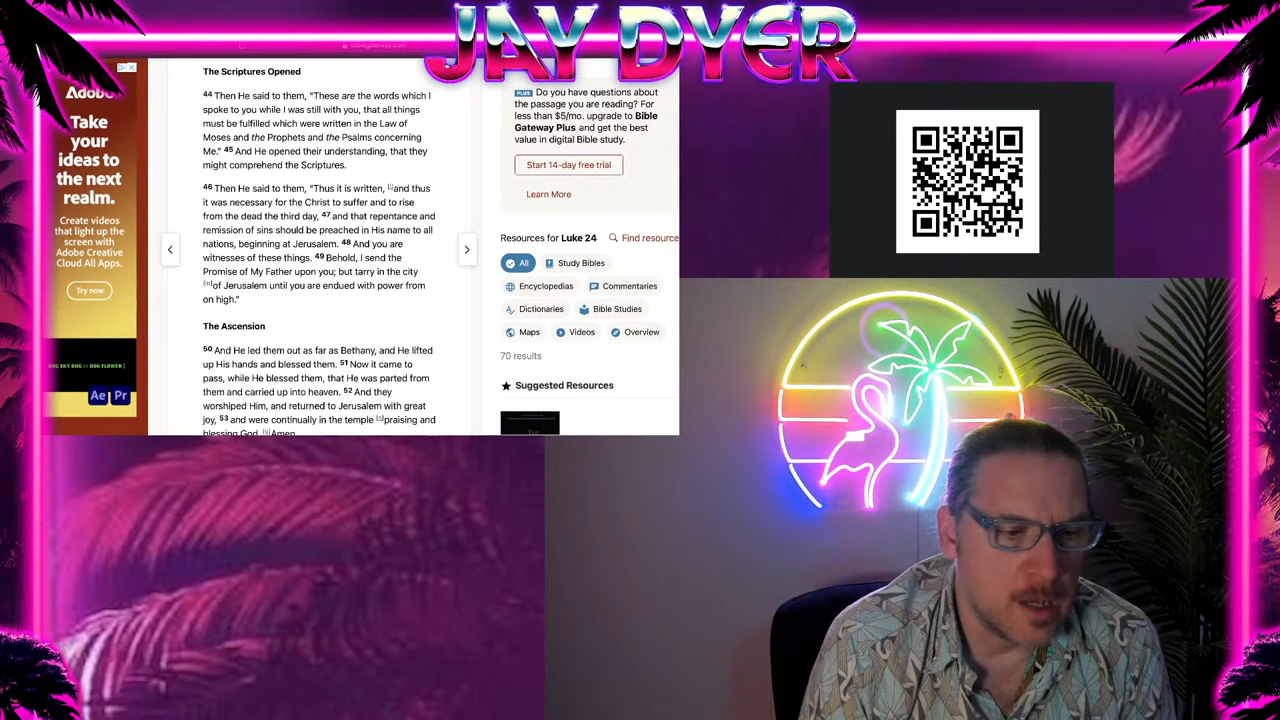 JAY DYER
biblegateway.com
Adobe
Take
your
ideas to
the next
realm.
Create videos
that light up the
screen with
Adobe Creative
Cloud All Apps.
Try now
DOG SKY DOG :: DOG FLOWER |
Ae Pr
The Scriptures Opened
44 Then He said to them, “These are the words which I
spoke to you while I was still with you, that all things
must be fulfilled which were written in the Law of
Moses and the Prophets and the Psalms concerning
Me.” 45 And He opened their understanding, that they
might comprehend the Scriptures.
46 Then He said to them, “Thus it is written, and thus
it was necessary for the Christ to suffer and to rise
from the dead the third day, 47 and that repentance and
remission of sins should be preached in His name to all
nations, beginning at Jerusalem. 48 And you are
witnesses of these things. 49 Behold, I send the
Promise of My Father upon you; but tarry in the city
of Jerusalem until you are endued with power from
on high.”
The Ascension
50 And He led them out as far as Bethany, and He lifted
up His hands and blessed them. 51 Now it came to
pass, while He blessed them, that He was parted from
them and carried up into heaven. 52 And they
worshiped Him, and returned to Jerusalem with great
joy, 53 and were continually in the temple praising and
blessing God. Amen.
PLUS Do you have questions about
the passage you are reading? For
less than $5/mo. upgrade to Bible
Gateway Plus and get the best
value in digital Bible study.
Start 14-day free trial
Learn More
Resources for Luke 24 Find resource
All Study Bibles
Encyclopedias Commentaries
Dictionaries Bible Studies
Maps Videos Overview
70 results
Suggested Resources